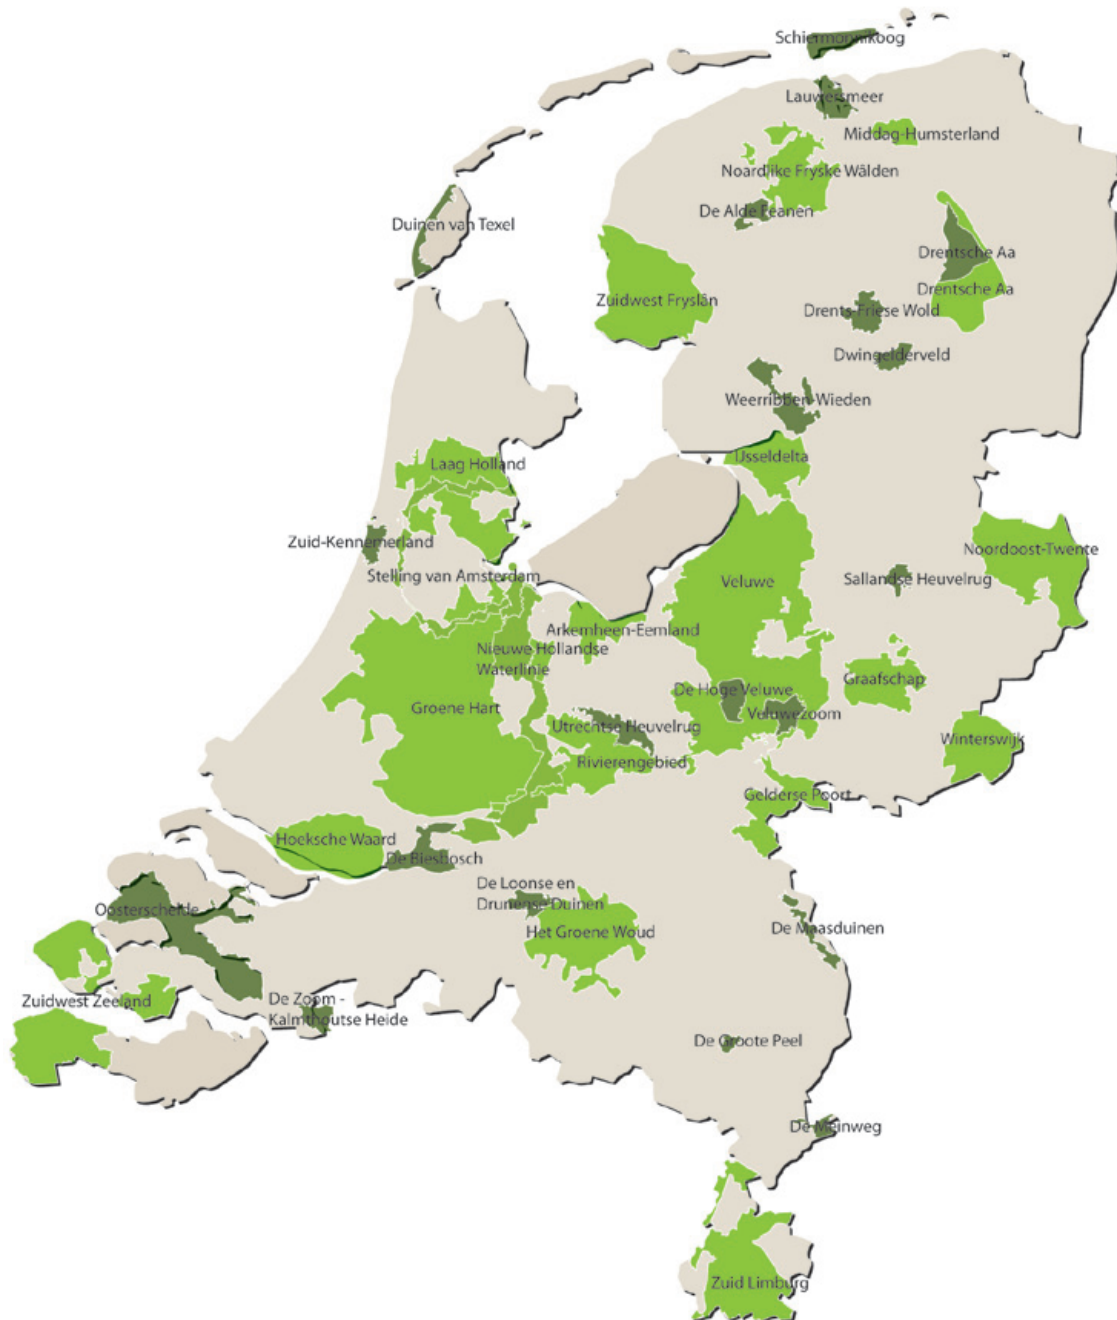 Schiermonnikoog
Lauwersmeer
Middag-Humsterland
Noardlike Fryske Wâlden
De Alde Feanen
Duinen van Texel
Drentsche Aa
Drentsche Aa
Zuidwest Fryslân
Drents-Friese Wold
Dwingelderveld
Weerribben-Wieden
IJsseldelta
Laag Holland
Zuid-Kennemerland
Noordoost-Twente
Stelling van Amsterdam
Veluwe
Sallandse Heuvelrug
Arkemheen-Eemland
Nieuwe Hollandse
Waterlinie
Graafschap
De Hoge Veluwe
Groene Hart
Veluwezoom
Utrechtse Heuvelrug
Winterswijk
Rivierengebied
Gelderse Poort
Hoeksche Waard
De Biesbosch
De Loonse en
Drunense Duinen
Oosterschelde
De Maasduinen
Het Groene Woud
Zuidwest Zeeland
De Zoom -
Kalmthoutse Heide
De Groote Peel
De Meinweg
Zuid Limburg